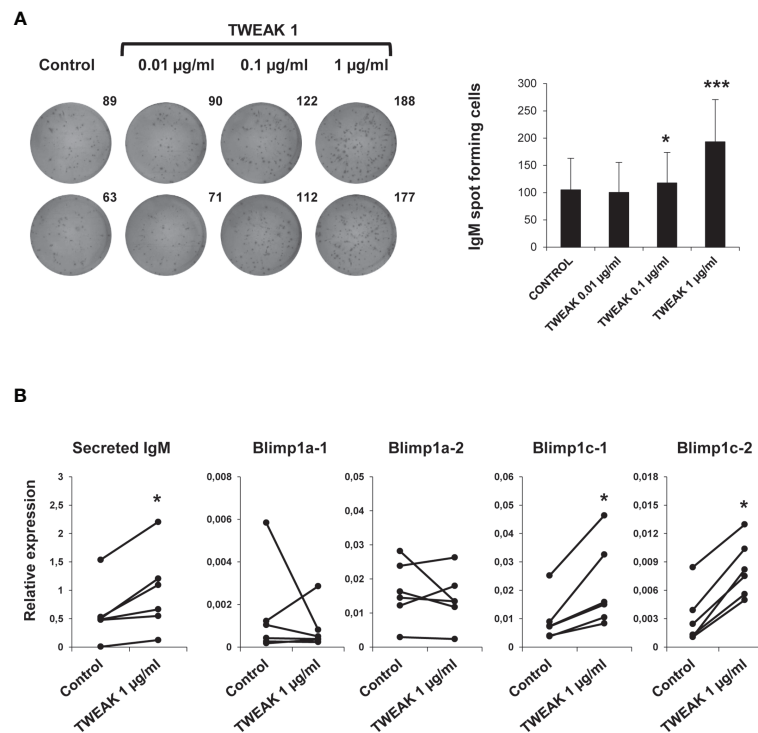 A
TWEAK 1
Control 0.01 µg/ml 0.1 µg/ml 1 µg/ml
89 90 122 188
63 71 112 177
IgM spot forming cells
300
250
200
150
100
50
0
* ***
CONTROL
TWEAK 0.01 µg/ml
TWEAK 0.1 µg/ml
TWEAK 1 µg/ml
B
Relative expression
Secreted IgM
3
2,5
2
1,5
1
0,5
0
*
Control
TWEAK 1 µg/ml
Blimp1a-1
0,008
0,006
0,004
0,002
0
Control
TWEAK 1 µg/ml
Blimp1a-2
0,05
0,04
0,03
0,02
0,01
0
Control
TWEAK 1 µg/ml
Blimp1c-1
0,06
0,05
0,04
0,03
0,02
0,01
0
*
Control
TWEAK 1 µg/ml
Blimp1c-2
0,018
0,015
0,012
0,009
0,006
0,003
0
*
Control
TWEAK 1 µg/ml